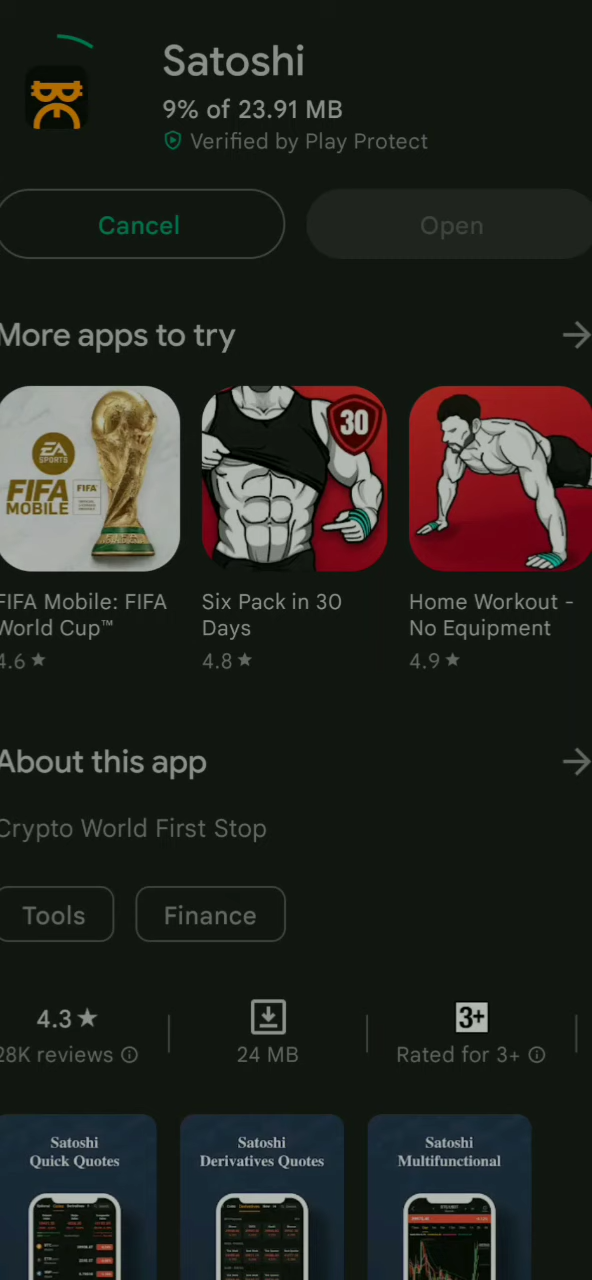 Satoshi
9% of 23.91 MB
Verified by Play Protect
Cancel
Open
More apps to try
EA
SPORTS
FIFA
MOBILE
FIFA
30
FIFA Mobile: FIFA
World Cup™
4.6 ★
Six Pack in 30
Days
4.8 ★
Home Workout -
No Equipment
4.9 ★
About this app
Crypto World First Stop
Tools
Finance
4.3 ★
28K reviews
24 MB
3+
Rated for 3+
Satoshi
Quick Quotes
Satoshi
Derivatives Quotes
Satoshi
Multifunctional